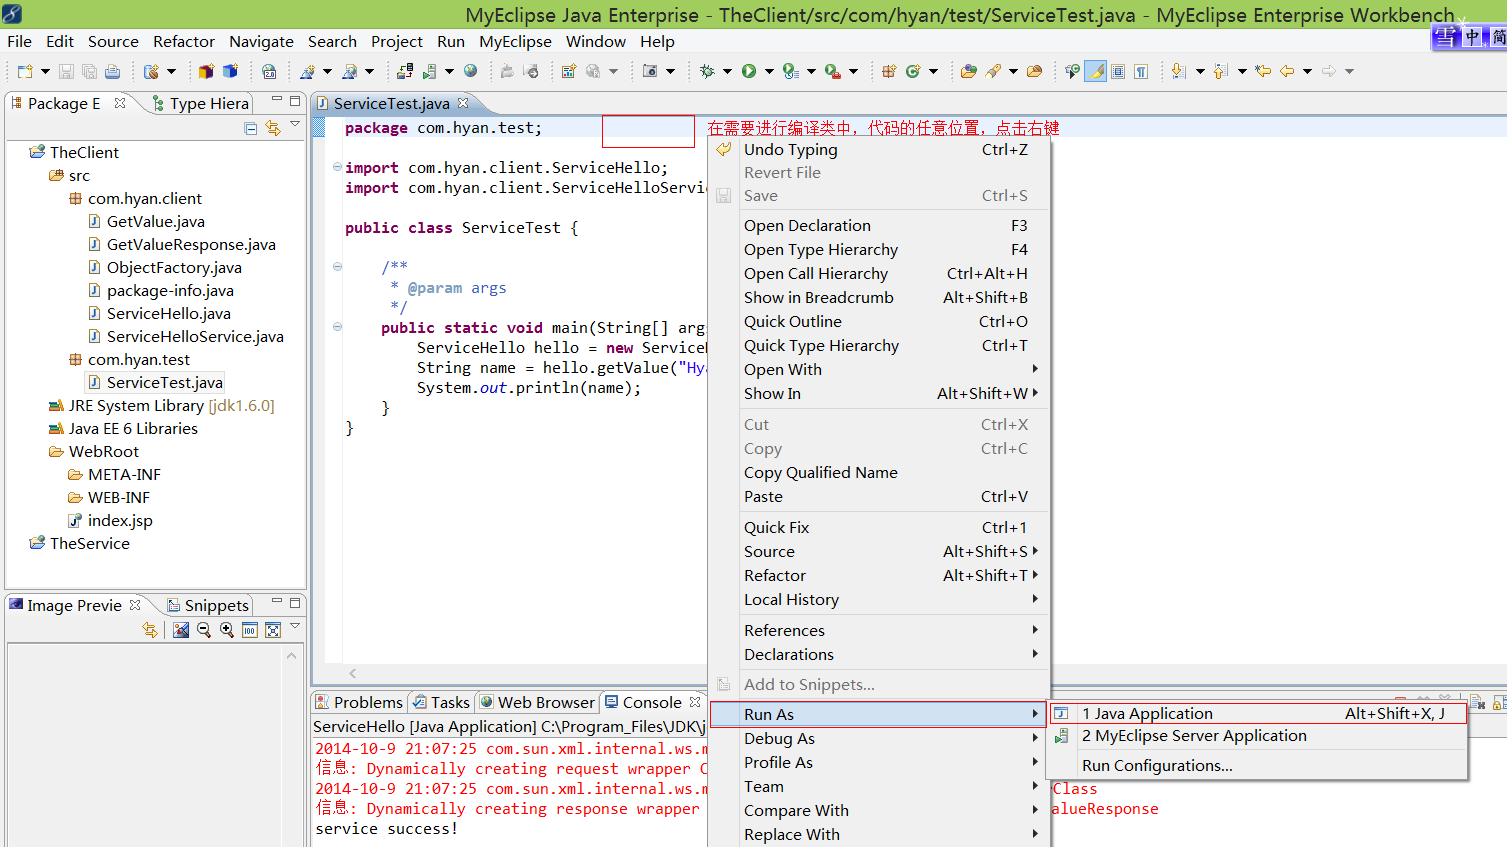 MyEclipse Java Enterprise - TheClient/src/com/hyan/test/ServiceTest.java - MyEclipse Enterprise Workbench
File Edit Source Refactor Navigate Search Project Run MyEclipse Window Help
雪 中 简
Package E Type Hiera
TheClient
src
com.hyan.client
GetValue.java
GetValueResponse.java
ObjectFactory.java
package-info.java
ServiceHello.java
ServiceHelloService.java
com.hyan.test
ServiceTest.java
JRE System Library [jdk1.6.0]
Java EE 6 Libraries
WebRoot
META-INF
WEB-INF
index.jsp
TheService
Image Previe Snippets
ServiceTest.java
package com.hyan.test;
在需要进行编译类中，代码的任意位置，点击右键
import com.hyan.client.ServiceHello;
import com.hyan.client.ServiceHelloServic
public class ServiceTest {
/**
* @param args
*/
public static void main(String[] args
ServiceHello hello = new ServiceH
String name = hello.getValue("Hya
System.out.println(name);
}
}
Undo Typing Ctrl+Z
Revert File
Save Ctrl+S
Open Declaration F3
Open Type Hierarchy F4
Open Call Hierarchy Ctrl+Alt+H
Show in Breadcrumb Alt+Shift+B
Quick Outline Ctrl+O
Quick Type Hierarchy Ctrl+T
Open With
Show In Alt+Shift+W
Cut Ctrl+X
Copy Ctrl+C
Copy Qualified Name
Paste Ctrl+V
Quick Fix Ctrl+1
Source Alt+Shift+S
Refactor Alt+Shift+T
Local History
References
Declarations
Add to Snippets...
Run As
Debug As
Profile As
Team
Compare With
Replace With
1 Java Application Alt+Shift+X, J
2 MyEclipse Server Application
Run Configurations...
Problems Tasks Web Browser Console
ServiceHello [Java Application] C:\Program_Files\JDK\j
2014-10-9 21:07:25 com.sun.xml.internal.ws.m
信息: Dynamically creating request wrapper C
2014-10-9 21:07:25 com.sun.xml.internal.ws.m Class
信息: Dynamically creating response wrapper alueResponse
service success!